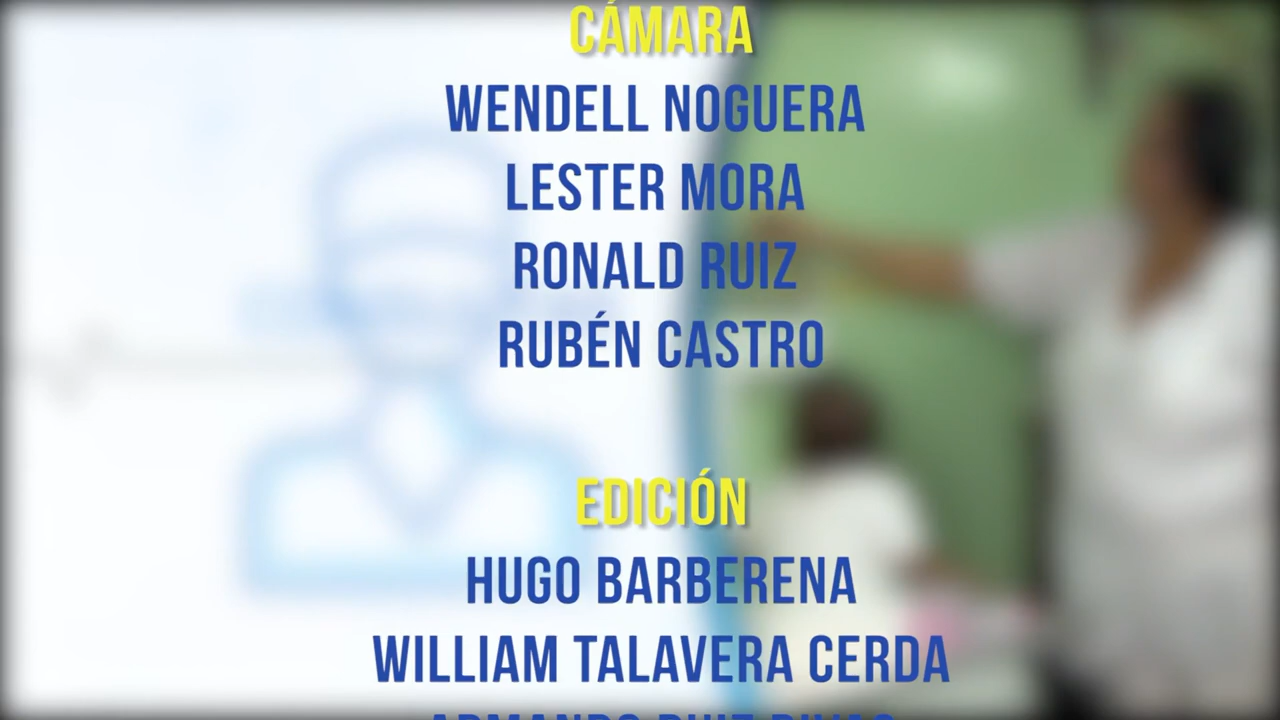 CÁMARA
WENDELL NOGUERA
LESTER MORA
RONALD RUIZ
RUBÉN CASTRO
EDICIÓN
HUGO BARBERENA
WILLIAM TALAVERA CERDA